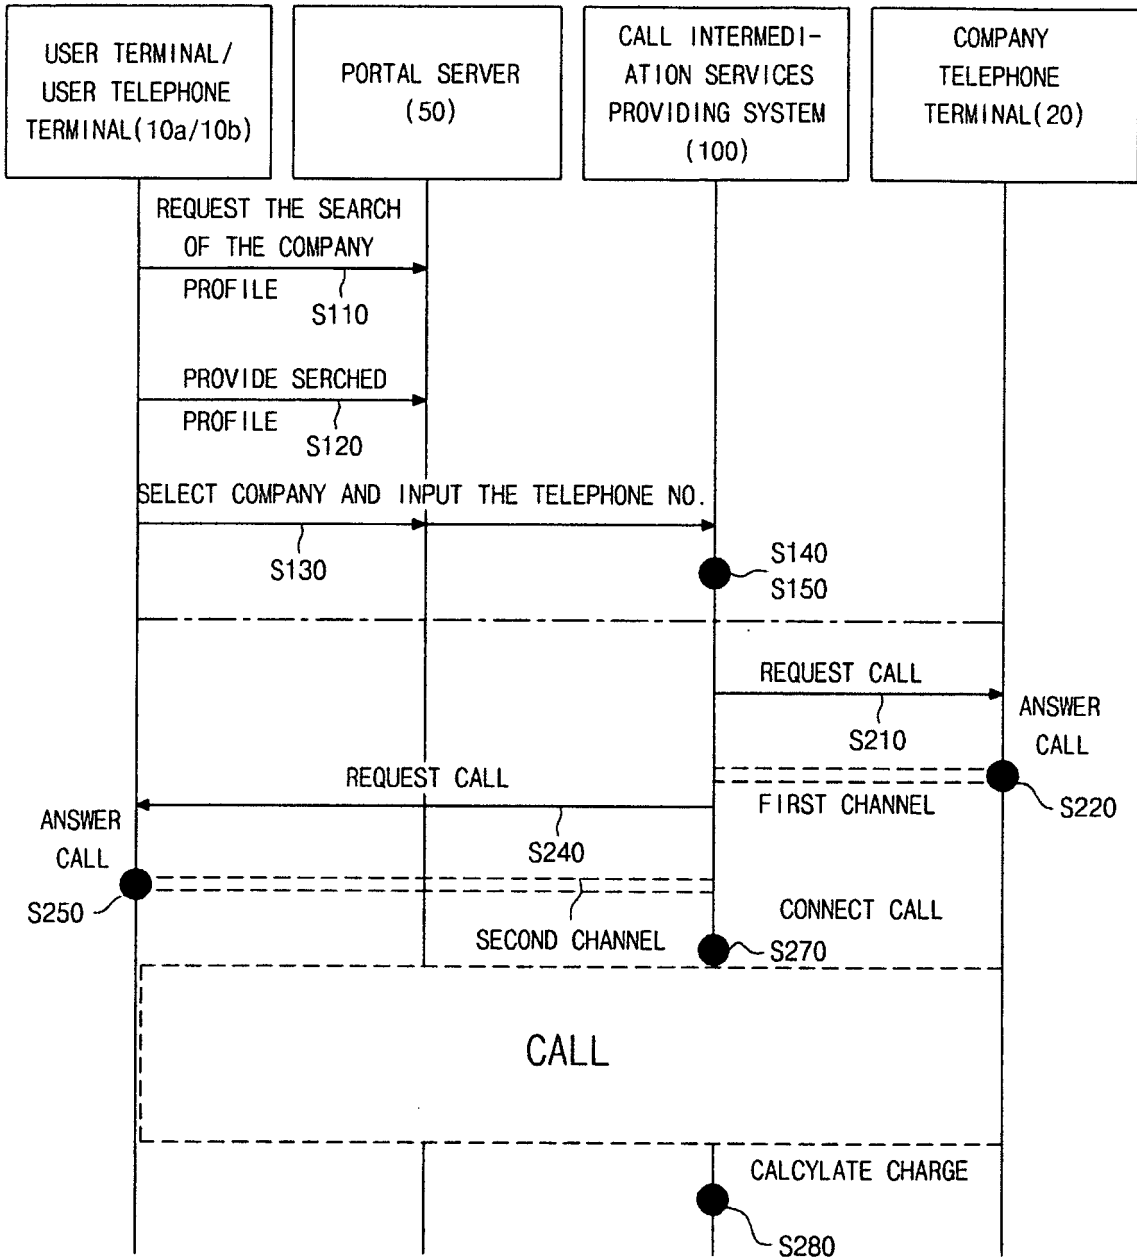 USER TERMINAL/
USER TELEPHONE
TERMINAL(10a/10b)
PORTAL SERVER
(50)
CALL INTERMEDI-
ATION SERVICES
PROVIDING SYSTEM
(100)
COMPANY
TELEPHONE
TERMINAL(20)
REQUEST THE SEARCH
OF THE COMPANY
PROFILE
S110
PROVIDE SERCHED
PROFILE
S120
SELECT COMPANY AND INPUT THE TELEPHONE NO.
S130
S140
S150
REQUEST CALL
S210
ANSWER
CALL
REQUEST CALL
FIRST CHANNEL
S220
ANSWER
CALL
S240
S250
CONNECT CALL
SECOND CHANNEL
S270
CALL
CALCYLATE CHARGE
S280